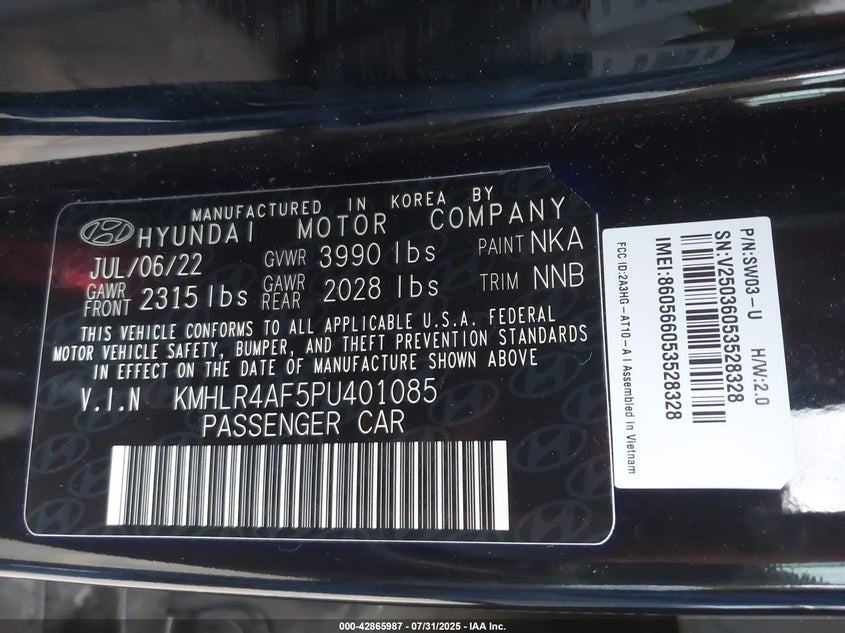 MANUFACTURED IN KOREA BY
HYUNDAI MOTOR COMPANY
JUL/06/22 GVWR 3990 lbs PAINT NKA
GAWR FRONT 2315 lbs GAWR REAR 2028 lbs TRIM NNB
THIS VEHICLE CONFORMS TO ALL APPLICABLE U.S.A. FEDERAL
MOTOR VEHICLE SAFETY, BUMPER, AND THEFT PREVENTION STANDARDS
IN EFFECT ON THE DATE OF MANUFACTURE SHOWN ABOVE
V.I.N KMHLR4AF5PU401085
PASSENGER CAR
P/N:SW03-U H/W:2.0
SN:V25036053528328
IMEI:860566053528328
FCC ID:2A3HG-AT10-A | Assembled In Vietnam
000-42865987 - 07/31/2025 - IAA Inc.